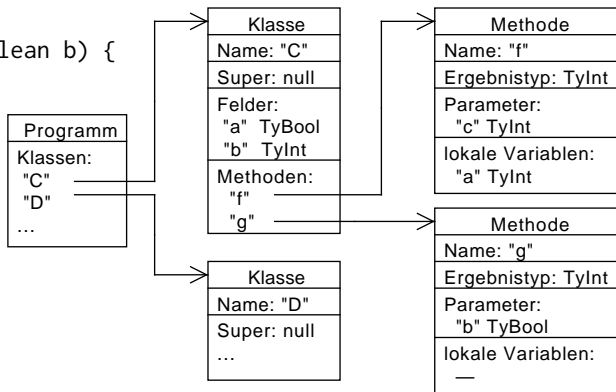 lean b) {
Programm
Klassen:
"C"
"D"
...
Klasse
Name: "C"
Super: null
Felder:
"a" TyBool
"b" TyInt
Methoden:
"f"
"g"
Klasse
Name: "D"
Super: null
...
Methode
Name: "f"
Ergebnistyp: TyInt
Parameter:
"c" TyInt
lokale Variablen:
"a" TyInt
Methode
Name: "g"
Ergebnistyp: TyInt
Parameter:
"b" TyBool
lokale Variablen:
—